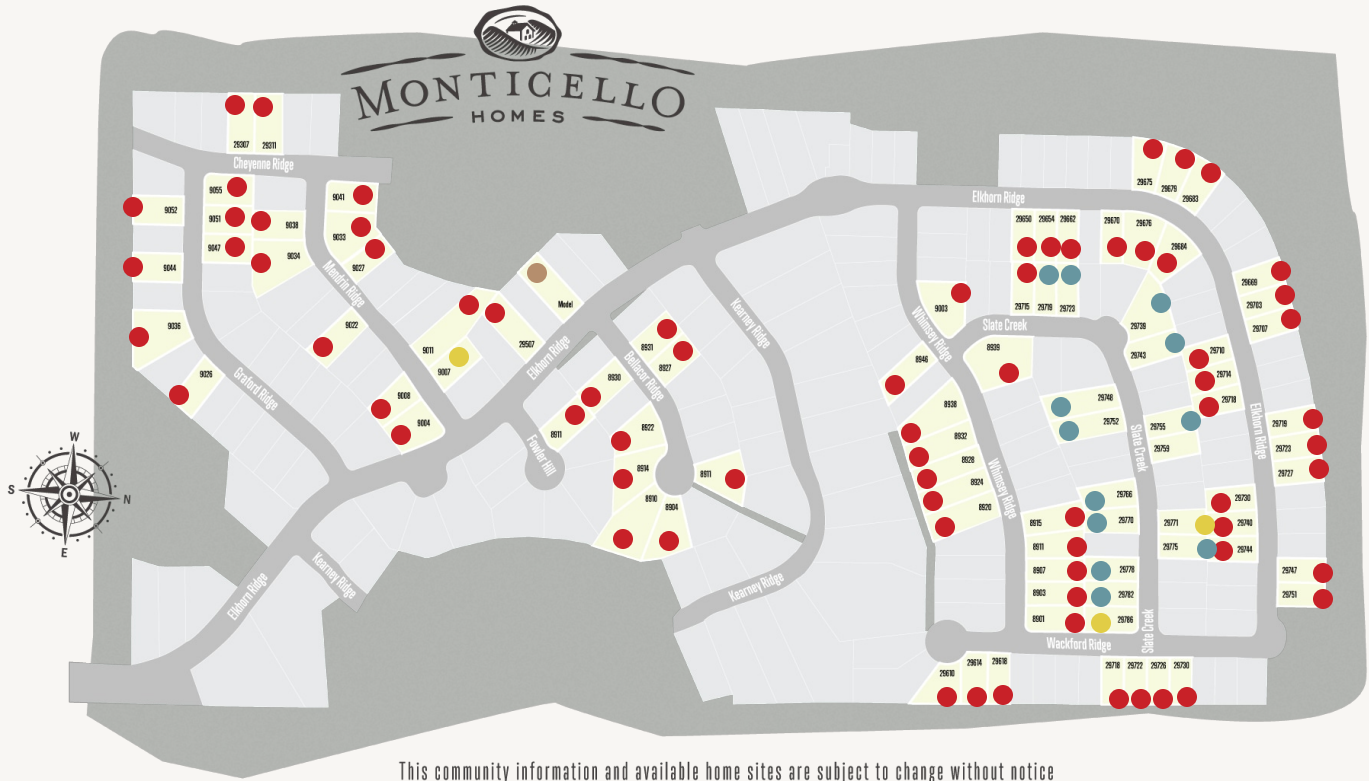 MONTICELLO
HOMES
29307 29311
Cheyenne Ridge
9055
9051
9047
9038
9034
9041
9033
9027
9052
9044
9036
9026
Mendrin Ridge
9022
9011
9007
9008
9004
Graford Ridge
Model
29507
Elkhorn Ridge
Bellacor Ridge
8931
8927
8930
8911
Fowler Hill
8922
8914
8910
8904
8911
Kearney Ridge
Kearney Ridge
Kearney Ridge
Elkhorn Ridge
W
S
N
E
Elkhorn Ridge
29675
29679
29683
29650 29654 29662
29670
29676
29684
29715 29719 29723
9003
Whimsey Ridge
Slate Creek
8946
8939
8938
8932
8928
8924
8920
Whimsey Ridge
29739
29743
29748
29752
29755
29759
Slate Creek
29710
29714
29718
29669
29703
29707
Elkhorn Ridge
29719
29723
29727
29766
29770
29771
29775
29730
29740
29744
29747
29751
8915
8911
8907
8903
8901
29778
29782
29786
Slate Creek
Wackford Ridge
29610
29614
29618
29718 29722 29726 29730
This community information and available home sites are subject to change without notice